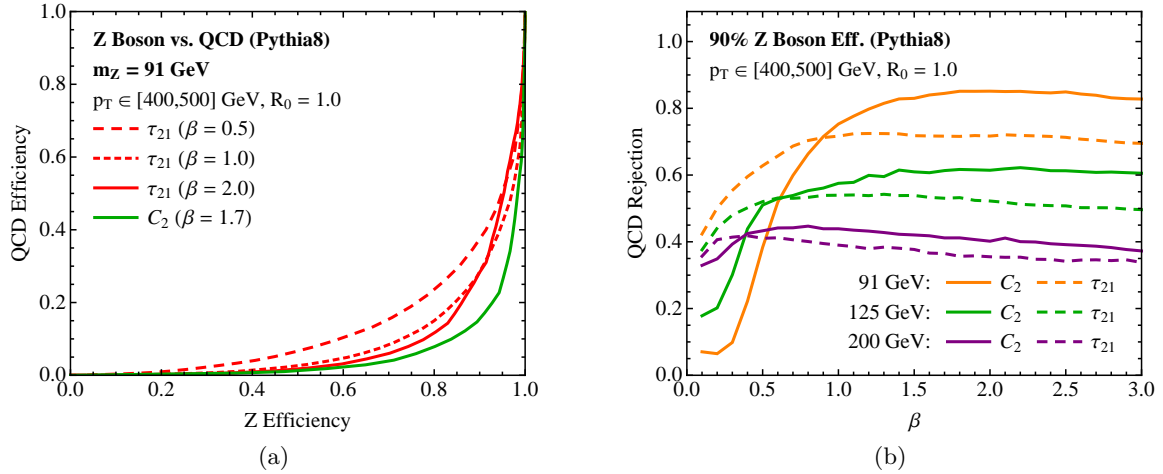 Z Boson vs. QCD (Pythia8)
m_Z = 91 GeV
p_T ∈ [400,500] GeV, R_0 = 1.0
τ_21 (β = 0.5)
τ_21 (β = 1.0)
τ_21 (β = 2.0)
C_2 (β = 1.7)
QCD Efficiency
1.0
0.8
0.6
0.4
0.2
0.0
0.0 0.2 0.4 0.6 0.8 1.0
Z Efficiency
(a)
90% Z Boson Eff. (Pythia8)
p_T ∈ [400,500] GeV, R_0 = 1.0
QCD Rejection
1.0
0.8
0.6
0.4
0.2
0.0
91 GeV: C_2 τ_21
125 GeV: C_2 τ_21
200 GeV: C_2 τ_21
0.0 0.5 1.0 1.5 2.0 2.5 3.0
β
(b)